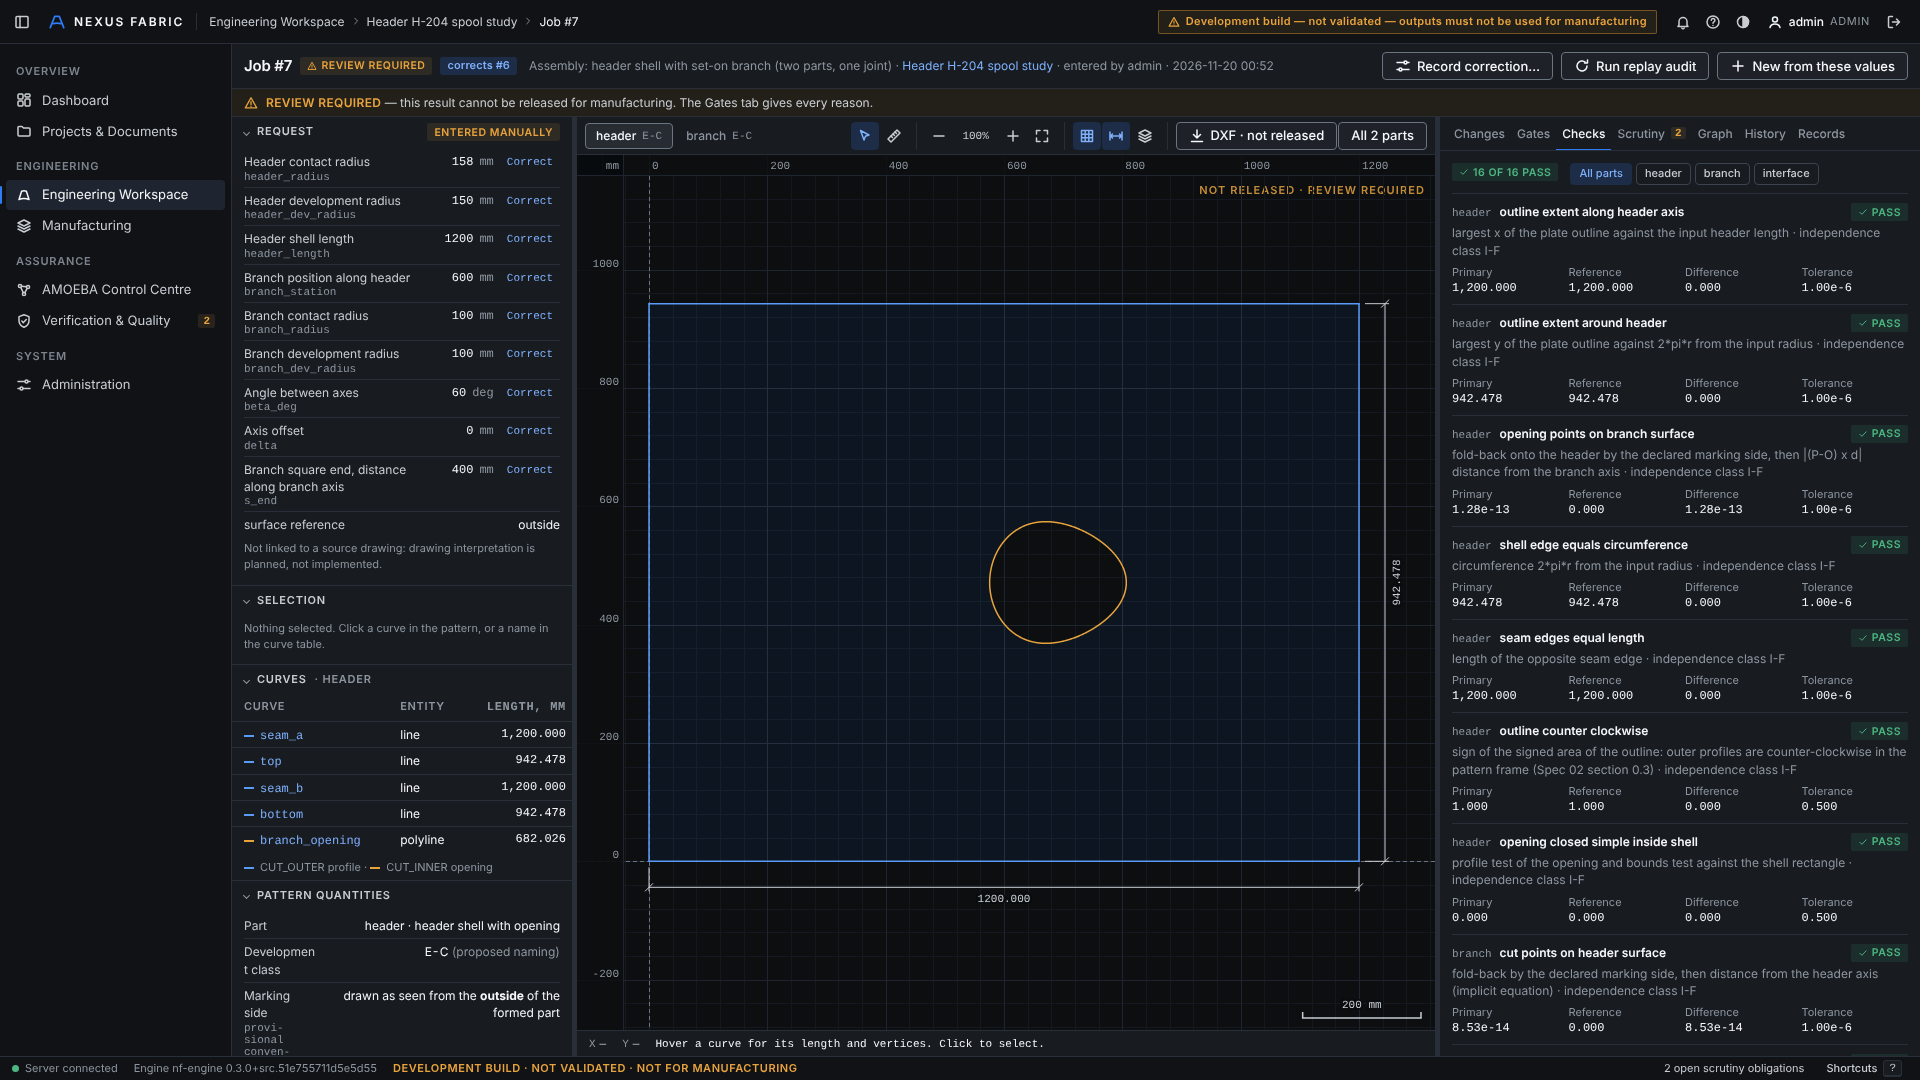 NEXUS FABRIC
Engineering Workspace › Header H-204 spool study › Job #7
Development build — not validated — outputs must not be used for manufacturing
admin ADMIN
OVERVIEW
Dashboard
Projects & Documents
ENGINEERING
Engineering Workspace
Manufacturing
ASSURANCE
AMOEBA Control Centre
Verification & Quality 2
SYSTEM
Administration
Job #7 REVIEW REQUIRED corrects #6 Assembly: header shell with set-on branch (two parts, one joint) · Header H-204 spool study · entered by admin · 2026-11-20 00:52
Record correction... Run replay audit New from these values
REVIEW REQUIRED — this result cannot be released for manufacturing. The Gates tab gives every reason.
REQUEST ENTERED MANUALLY
Header contact radius 158 mm Correct
header_radius
Header development radius 150 mm Correct
header_dev_radius
Header shell length 1200 mm Correct
header_length
Branch position along header 600 mm Correct
branch_station
Branch contact radius 100 mm Correct
branch_radius
Branch development radius 100 mm Correct
branch_dev_radius
Angle between axes 60 deg Correct
beta_deg
Axis offset 0 mm Correct
delta
Branch square end, distance along branch axis 400 mm Correct
s_end
surface reference outside
Not linked to a source drawing: drawing interpretation is
planned, not implemented.
SELECTION
Nothing selected. Click a curve in the pattern, or a name in
the curve table.
CURVES · HEADER
CURVE ENTITY LENGTH, MM
seam_a line 1,200.000
top line 942.478
seam_b line 1,200.000
bottom line 942.478
branch_opening polyline 682.026
CUT_OUTER profile · CUT_INNER opening
PATTERN QUANTITIES
Part header · header shell with opening
Developmen
t class E-C (proposed naming)
Marking
side drawn as seen from the outside of the
formed part
provi-
sional
conven-
header E-C branch E-C
100%
DXF · not released All 2 parts
mm 0 200 400 600 800 1000 1200
NOT RELEASED · REVIEW REQUIRED
1000
800
600
400
200
0
-200
942.478
1200.000
200 mm
X — Y — Hover a curve for its length and vertices. Click to select.
Changes Gates Checks Scrutiny 2 Graph History Records
16 OF 16 PASS All parts header branch interface
header outline extent along header axis PASS
largest x of the plate outline against the input header length · independence
class I-F
Primary Reference Difference Tolerance
1,200.000 1,200.000 0.000 1.00e-6
header outline extent around header PASS
largest y of the plate outline against 2*pi*r from the input radius · independence
class I-F
Primary Reference Difference Tolerance
942.478 942.478 0.000 1.00e-6
header opening points on branch surface PASS
fold-back onto the header by the declared marking side, then |(P-O) x d|
distance from the branch axis · independence class I-F
Primary Reference Difference Tolerance
1.28e-13 0.000 1.28e-13 1.00e-6
header shell edge equals circumference PASS
circumference 2*pi*r from the input radius · independence class I-F
Primary Reference Difference Tolerance
942.478 942.478 0.000 1.00e-6
header seam edges equal length PASS
length of the opposite seam edge · independence class I-F
Primary Reference Difference Tolerance
1,200.000 1,200.000 0.000 1.00e-6
header outline counter clockwise PASS
sign of the signed area of the outline: outer profiles are counter-clockwise in the
pattern frame (Spec 02 section 0.3) · independence class I-F
Primary Reference Difference Tolerance
1.000 1.000 0.000 0.500
header opening closed simple inside shell PASS
profile test of the opening and bounds test against the shell rectangle ·
independence class I-F
Primary Reference Difference Tolerance
0.000 0.000 0.000 0.500
branch cut points on header surface PASS
fold-back by the declared marking side, then distance from the header axis
(implicit equation) · independence class I-F
Primary Reference Difference Tolerance
8.53e-14 0.000 8.53e-14 1.00e-6
Server connected Engine nf-engine 0.3.0+src.51e755711d5e5d55 DEVELOPMENT BUILD · NOT VALIDATED · NOT FOR MANUFACTURING
2 open scrutiny obligations Shortcuts ?